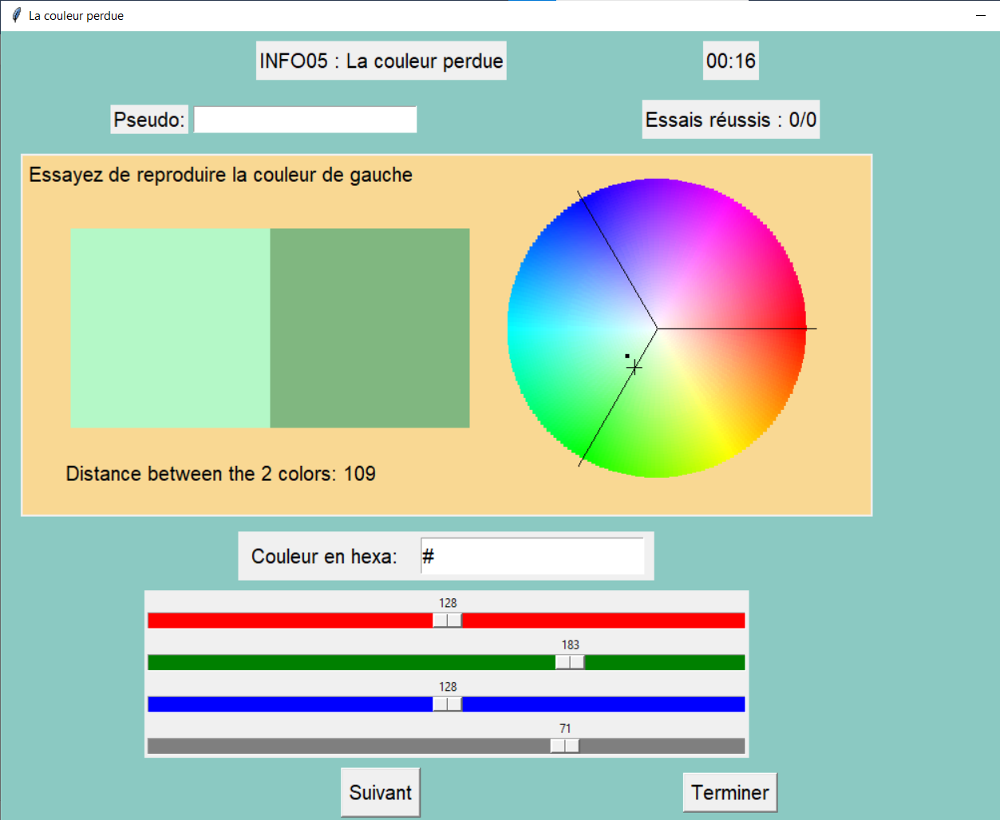 La couleur perdue
INFO05 : La couleur perdue
00:16
Pseudo:
Essais réussis : 0/0
Essayez de reproduire la couleur de gauche
Distance between the 2 colors: 109
Couleur en hexa:
#
128
183
128
71
Suivant
Terminer